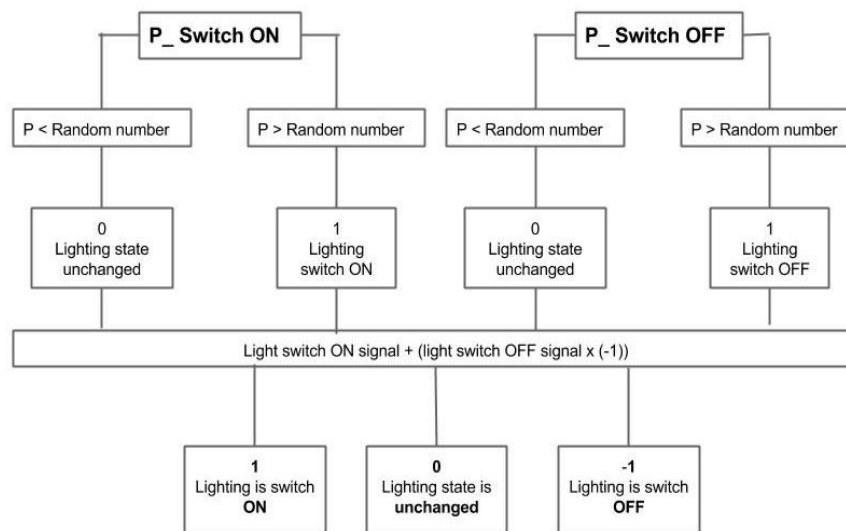 P_ Switch ON
P_ Switch OFF
P < Random number
P > Random number
P < Random number
P > Random number
0
Lighting state
unchanged
1
Lighting
switch ON
0
Lighting state
unchanged
1
Lighting
switch OFF
Light switch ON signal + (light switch OFF signal x (-1))
1
Lighting is switch
ON
0
Lighting state is
unchanged
-1
Lighting is switch
OFF